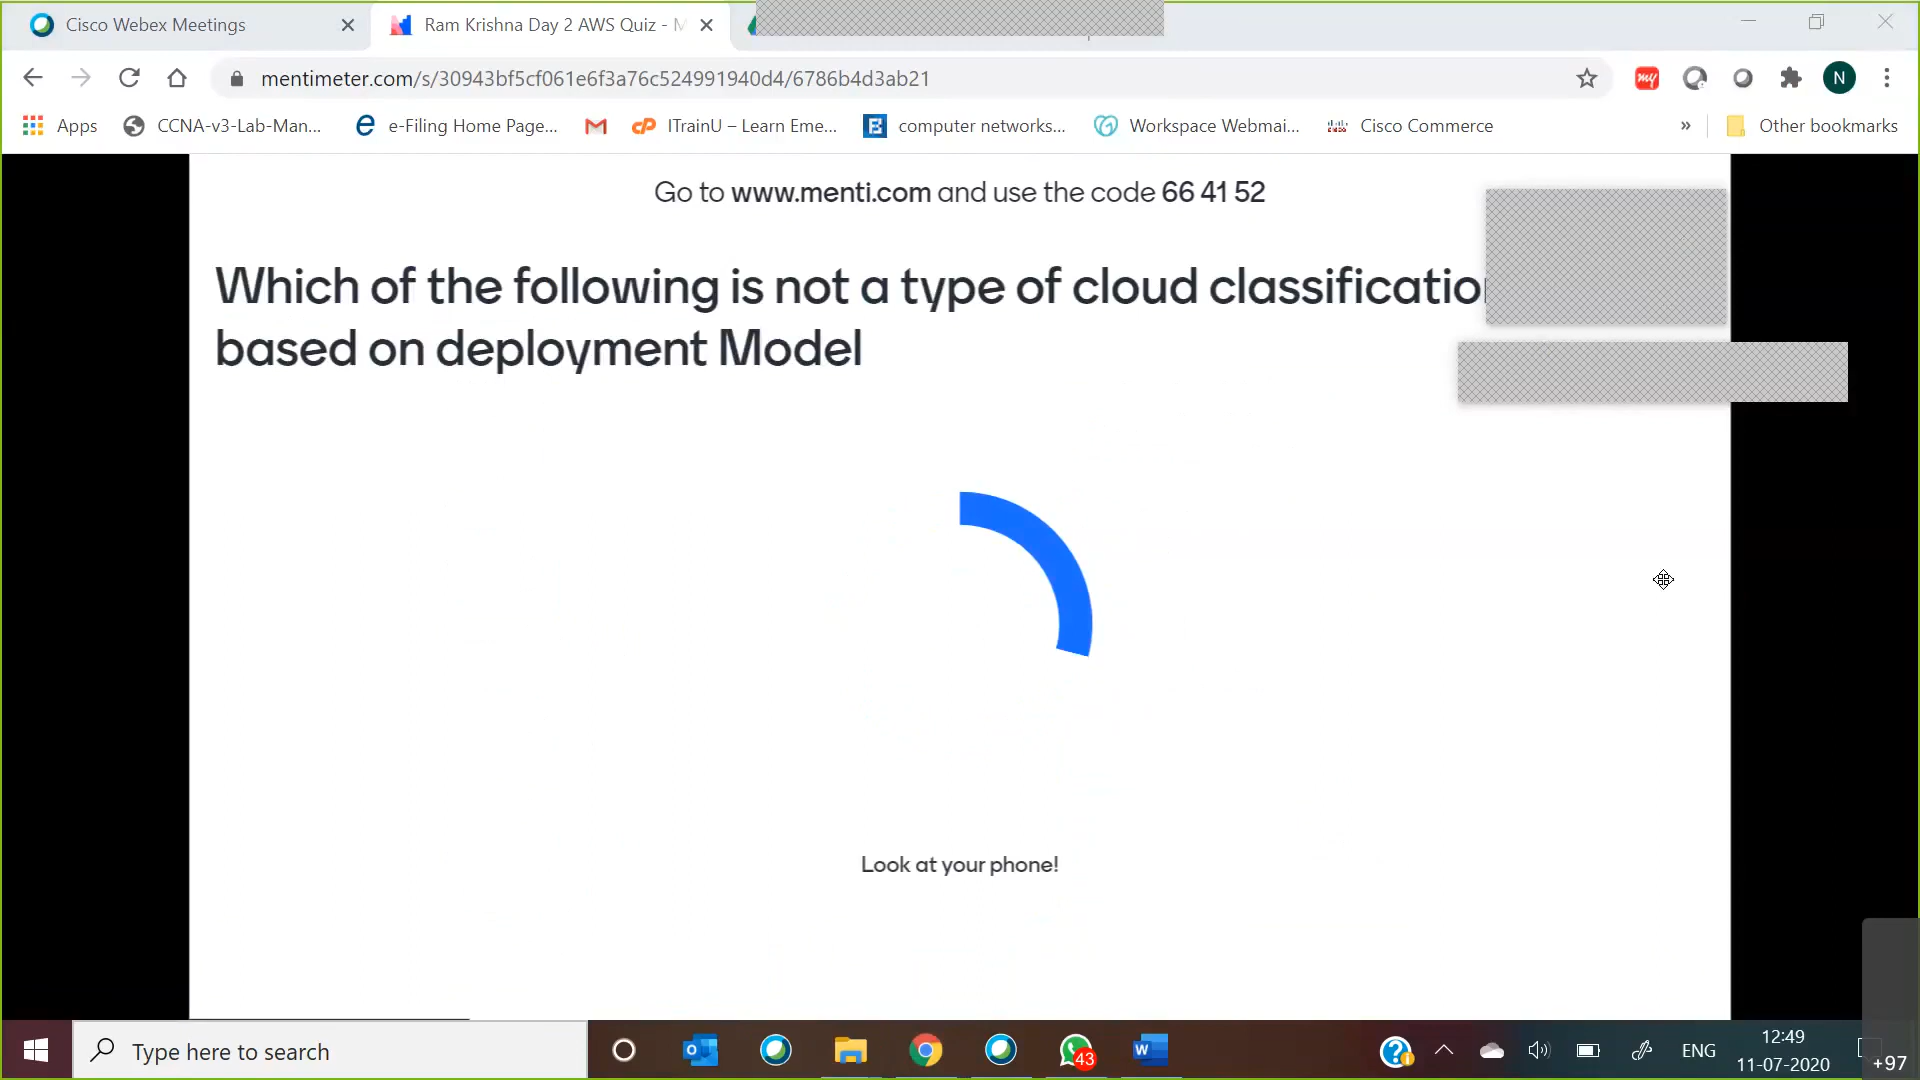 Cisco Webex Meetings
Ram Krishna Day 2 AWS Quiz - M
mentimeter.com/s/30943bf5cf061e6f3a76c524991940d4/6786b4d3ab21
my
N
Apps
CCNA-v3-Lab-Man...
e-Filing Home Page...
ITrainU – Learn Eme...
computer networks...
Workspace Webmai...
Cisco Commerce
»
Other bookmarks
Go to www.menti.com and use the code 66 41 52
Which of the following is not a type of cloud classificatio
based on deployment Model
Look at your phone!
Type here to search
43
ENG
12:49
11-07-2020
+97